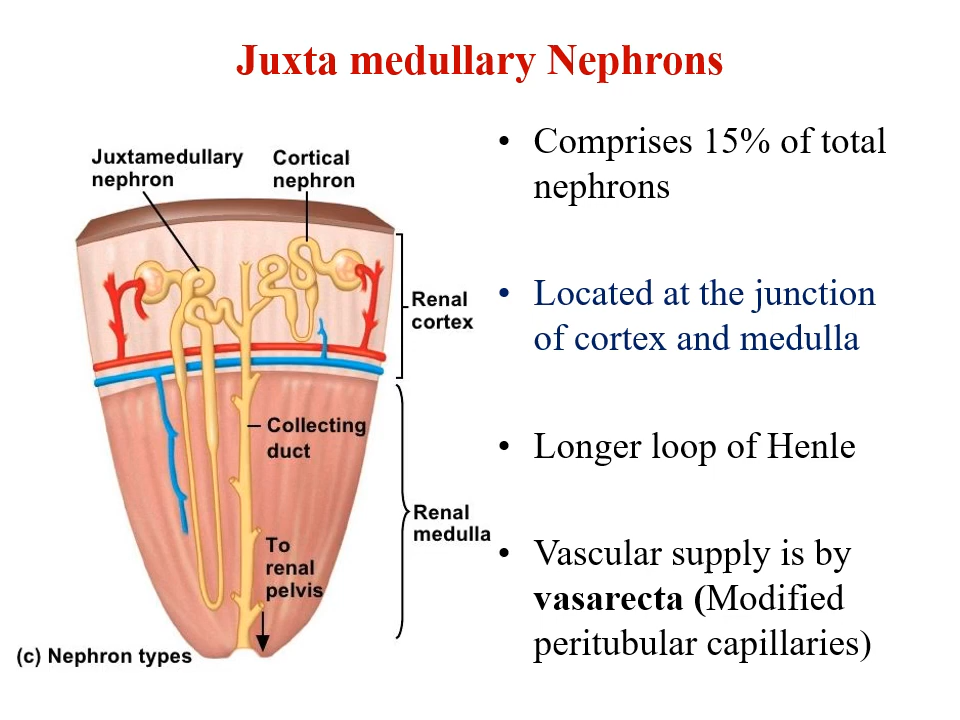 Juxta medullary Nephrons
Juxtamedullary
nephron
Cortical
nephron
Renal
cortex
Collecting
duct
Renal
medulla
To
renal
pelvis
(c) Nephron types
• Comprises 15% of total
nephrons
• Located at the junction
of cortex and medulla
• Longer loop of Henle
• Vascular supply is by
vasarecta (Modified
peritubular capillaries)